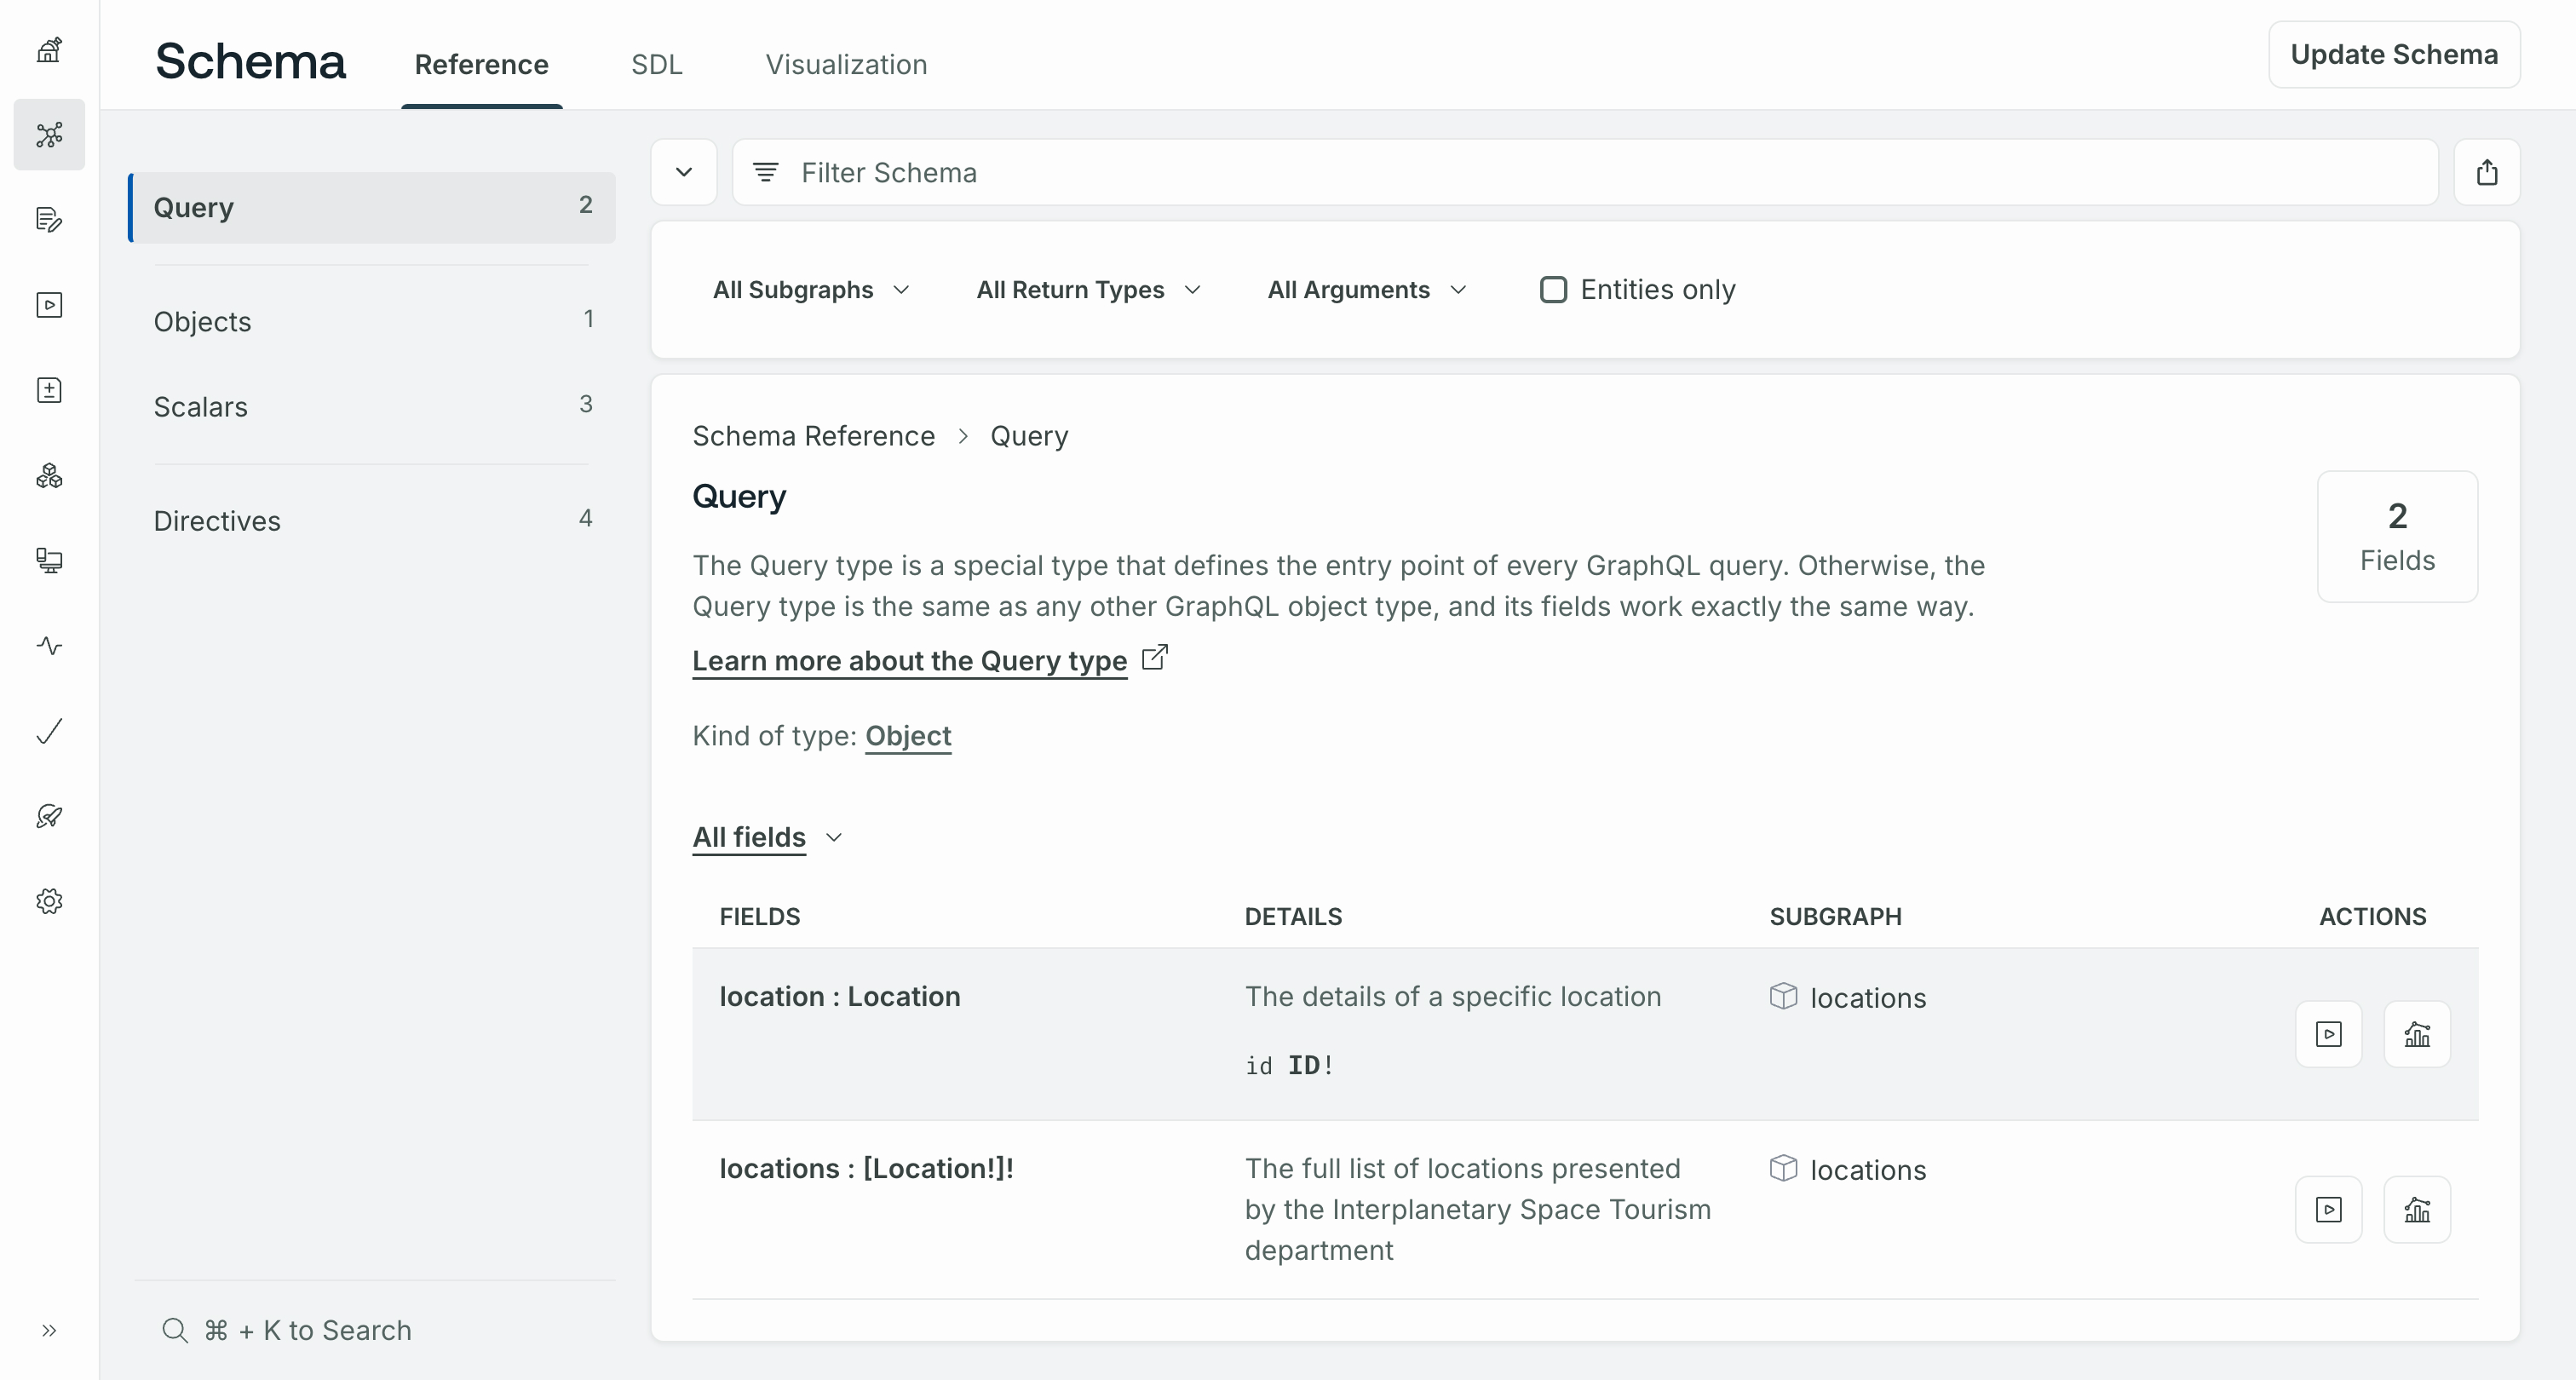 Schema
Reference
SDL
Visualization
Update Schema
Query 2
Objects 1
Scalars 3
Directives 4
⌘ + K to Search
Filter Schema
All Subgraphs
All Return Types
All Arguments
Entities only
Schema Reference > Query
Query
2
Fields
The Query type is a special type that defines the entry point of every GraphQL query. Otherwise, the
Query type is the same as any other GraphQL object type, and its fields work exactly the same way.
Learn more about the Query type
Kind of type: Object
All fields
FIELDS DETAILS SUBGRAPH ACTIONS
location : Location
The details of a specific location
id ID!
locations
locations : [Location!]!
The full list of locations presented
by the Interplanetary Space Tourism
department
locations